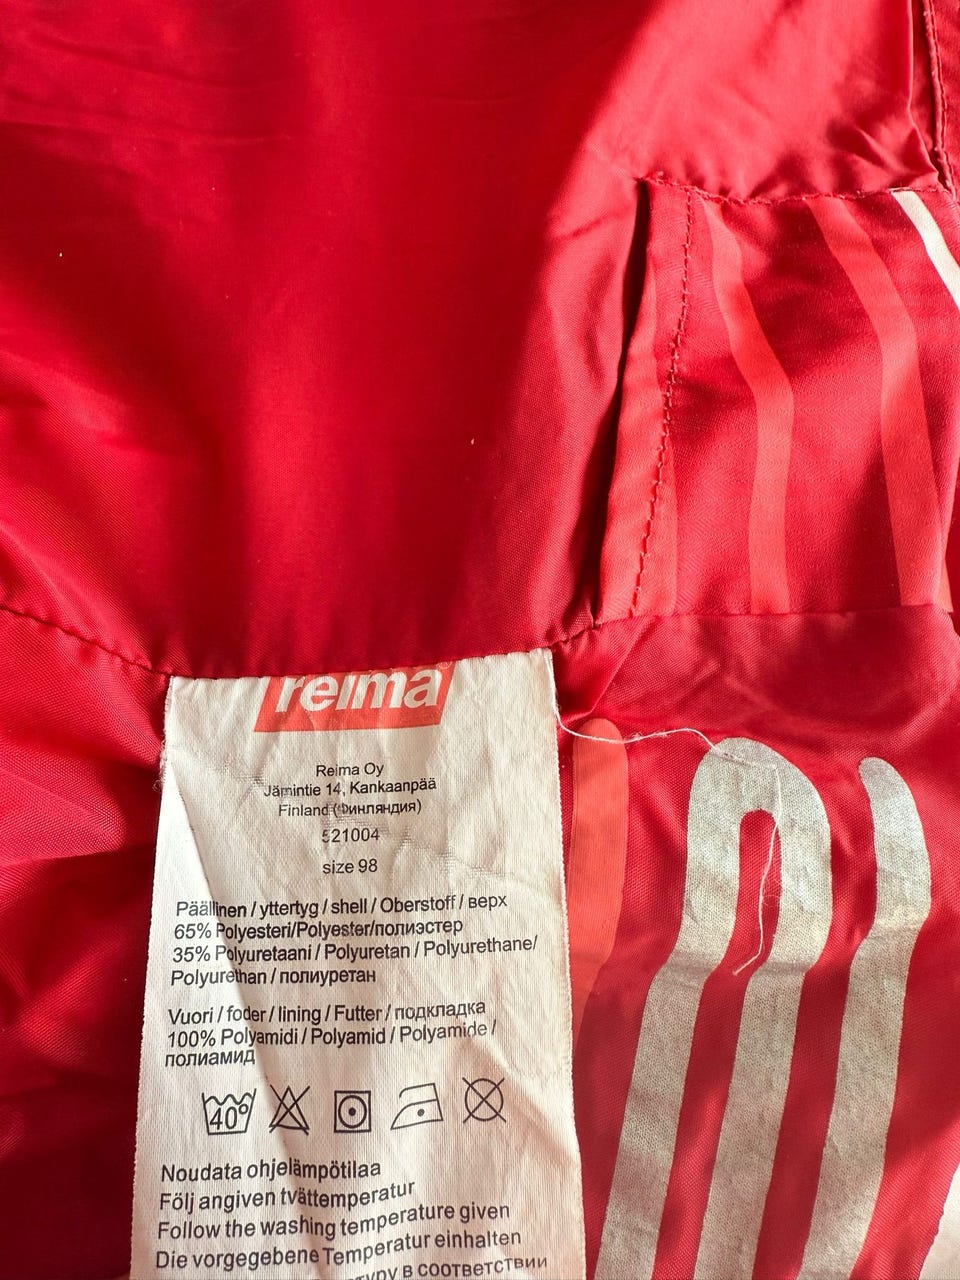 reima
Reima Oy
Jämintie 14, Kankaanpää
Finland (Финляндия)
521004
size 98
Päällinen / yttertyg / shell / Oberstoff / верх
65% Polyesteri/Polyester/полиэстер
35% Polyuretaani / Polyuretan / Polyurethane/
Polyurethan / полиуретан
Vuori / foder / lining / Futter / подкладка
100% Polyamidi / Polyamid / Polyamide /
полиамид
40°
Noudata ohjelämpötilaa
Följ angiven tvättemperatur
Follow the washing temperature given
Die vorgegebene Temperatur einhalten
в соответствии